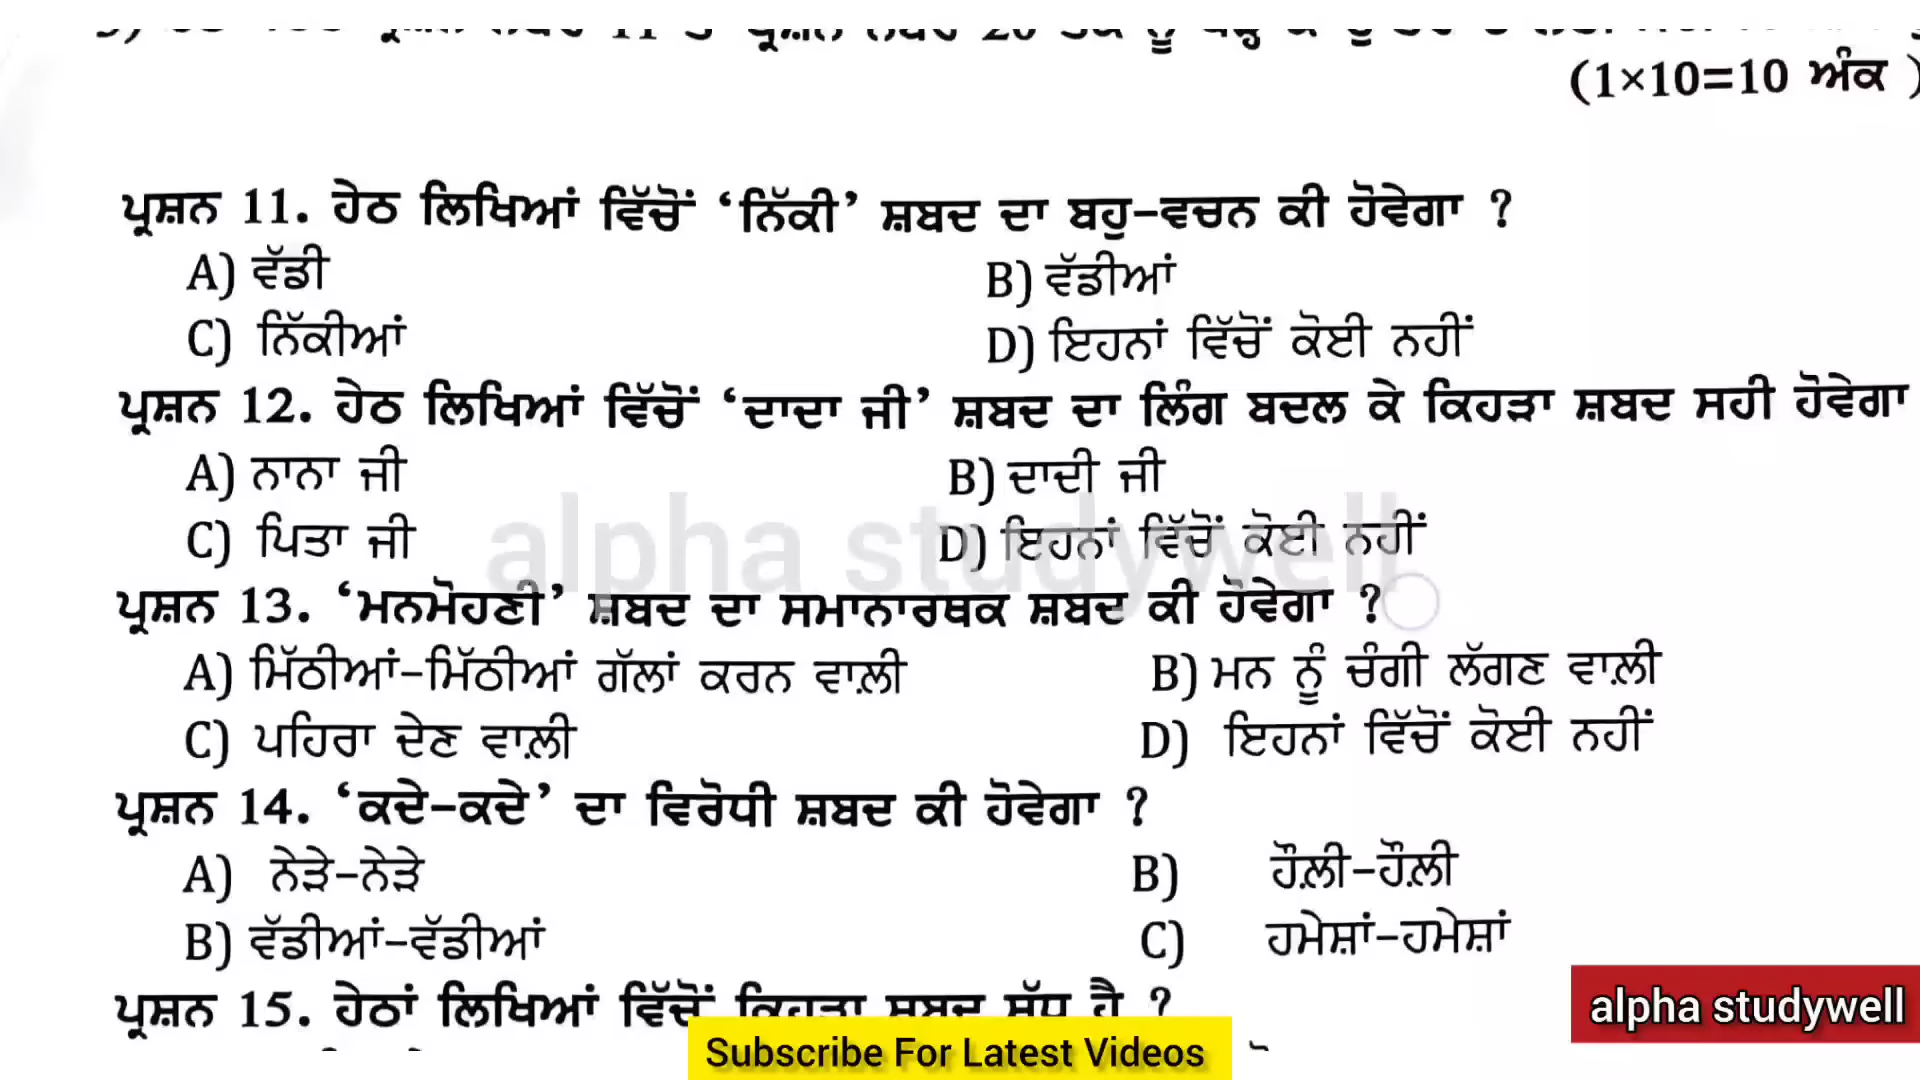 (1×10=10 ਅੰਕ )
ਪ੍ਰਸ਼ਨ 11. ਹੇਠ ਲਿਖਿਆਂ ਵਿੱਚੋਂ ‘ਨਿੱਕੀ’ ਸ਼ਬਦ ਦਾ ਬਹੁ-ਵਚਨ ਕੀ ਹੋਵੇਗਾ ?
A) ਵੱਡੀ B) ਵੱਡੀਆਂ
C) ਨਿੱਕੀਆਂ D) ਇਹਨਾਂ ਵਿੱਚੋਂ ਕੋਈ ਨਹੀਂ
ਪ੍ਰਸ਼ਨ 12. ਹੇਠ ਲਿਖਿਆਂ ਵਿੱਚੋਂ ‘ਦਾਦਾ ਜੀ’ ਸ਼ਬਦ ਦਾ ਲਿੰਗ ਬਦਲ ਕੇ ਕਿਹੜਾ ਸ਼ਬਦ ਸਹੀ ਹੋਵੇਗਾ
A) ਨਾਨਾ ਜੀ B) ਦਾਦੀ ਜੀ
C) ਪਿਤਾ ਜੀ D) ਇਹਨਾਂ ਵਿੱਚੋਂ ਕੋਈ ਨਹੀਂ
alpha studywell
ਪ੍ਰਸ਼ਨ 13. ‘ਮਨਮੋਹਣੀ’ ਸ਼ਬਦ ਦਾ ਸਮਾਨਾਰਥਕ ਸ਼ਬਦ ਕੀ ਹੋਵੇਗਾ ?
A) ਮਿੱਠੀਆਂ-ਮਿੱਠੀਆਂ ਗੱਲਾਂ ਕਰਨ ਵਾਲ਼ੀ B) ਮਨ ਨੂੰ ਚੰਗੀ ਲੱਗਣ ਵਾਲ਼ੀ
C) ਪਹਿਰਾ ਦੇਣ ਵਾਲ਼ੀ D) ਇਹਨਾਂ ਵਿੱਚੋਂ ਕੋਈ ਨਹੀਂ
ਪ੍ਰਸ਼ਨ 14. ‘ਕਦੇ-ਕਦੇ’ ਦਾ ਵਿਰੋਧੀ ਸ਼ਬਦ ਕੀ ਹੋਵੇਗਾ ?
A) ਨੇੜੇ-ਨੇੜੇ B) ਹੌਲ਼ੀ-ਹੌਲ਼ੀ
B) ਵੱਡੀਆਂ-ਵੱਡੀਆਂ C) ਹਮੇਸ਼ਾਂ-ਹਮੇਸ਼ਾਂ
ਪ੍ਰਸ਼ਨ 15. ਹੇਠਾਂ ਲਿਖਿਆਂ ਵਿੱਚੋਂ ਕਿਹੜਾ ਸ਼ਬਦ ਸ਼ੁੱਧ ਹੈ ?
alpha studywell
Subscribe For Latest Videos